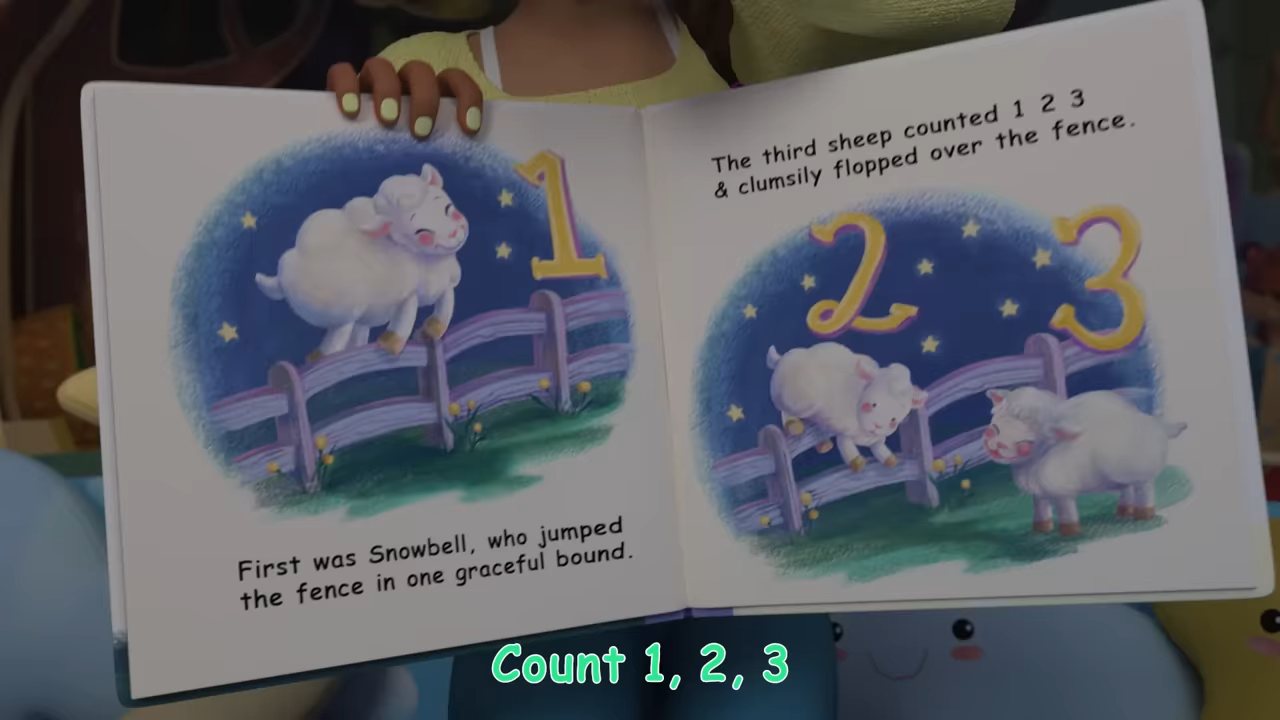 1
First was Snowbell, who jumped
the fence in one graceful bound.
The third sheep counted 1 2 3
& clumsily flopped over the fence.
2 3
Count 1, 2, 3